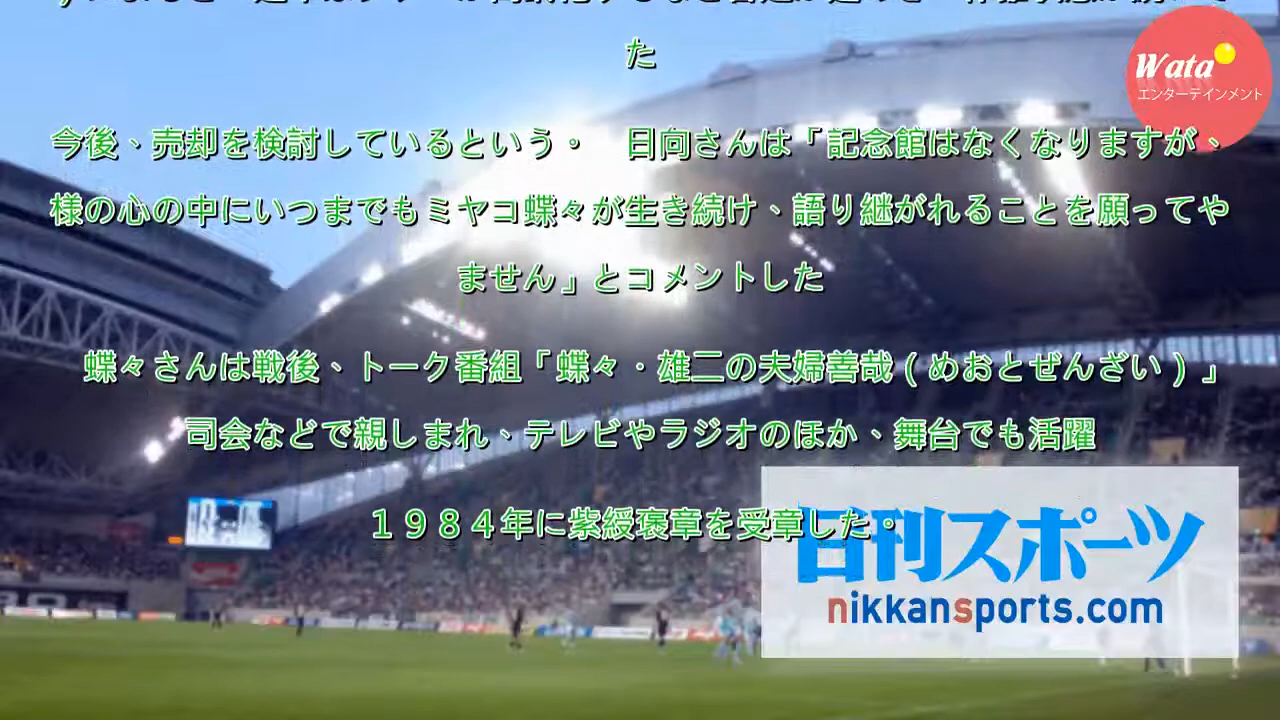 た
Wata
エンターテインメント
今後、売却を検討しているという。 日向さんは「記念館はなくなりますが、
様の心の中にいつまでもミヤコ蝶々が生き続け、語り継がれることを願ってや
ません」とコメントした
蝶々さんは戦後、トーク番組「蝶々・雄二の夫婦善哉(めおとぜんざい)」
司会などで親しまれ、テレビやラジオのほか、舞台でも活躍
1984年に紫綬褒章を受章した。
日刊スポーツ
nikkansports.com